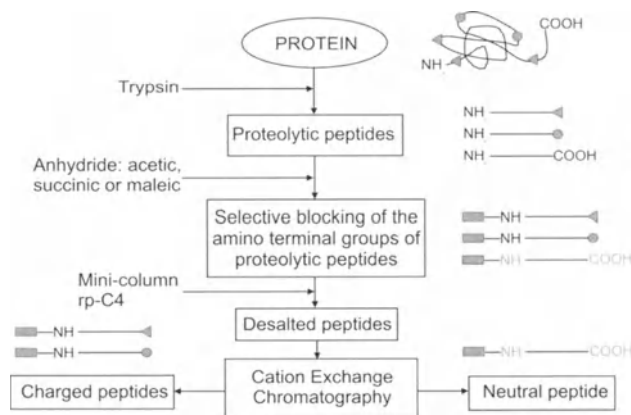 PROTEIN
COOH
NH
Trypsin
Proteolytic peptides
NH
NH
NH COOH
Anhydride: acetic,
succinic or maleic
Selective blocking of the
amino terminal groups of
proteolytic peptides
NH
NH
NH COOH
Mini-column
rp-C4
Desalted peptides
NH
NH
NH COOH
Charged peptides
Cation Exchange
Chromatography
Neutral peptide